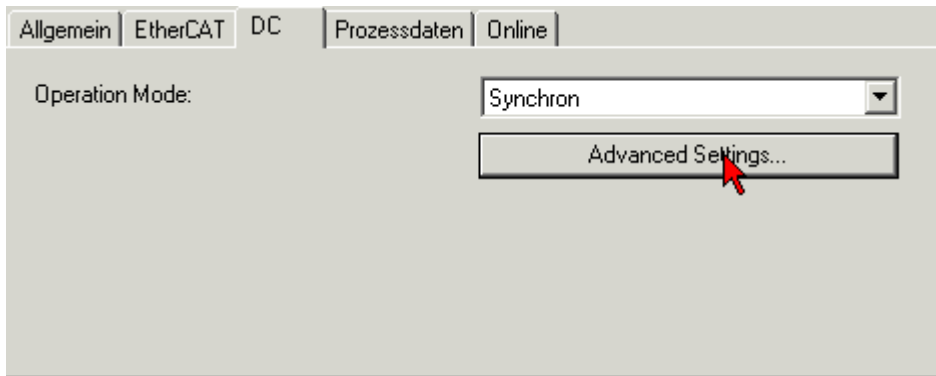 Allgemein EtherCAT DC Prozessdaten Online
Operation Mode: Synchron
Advanced Settings...